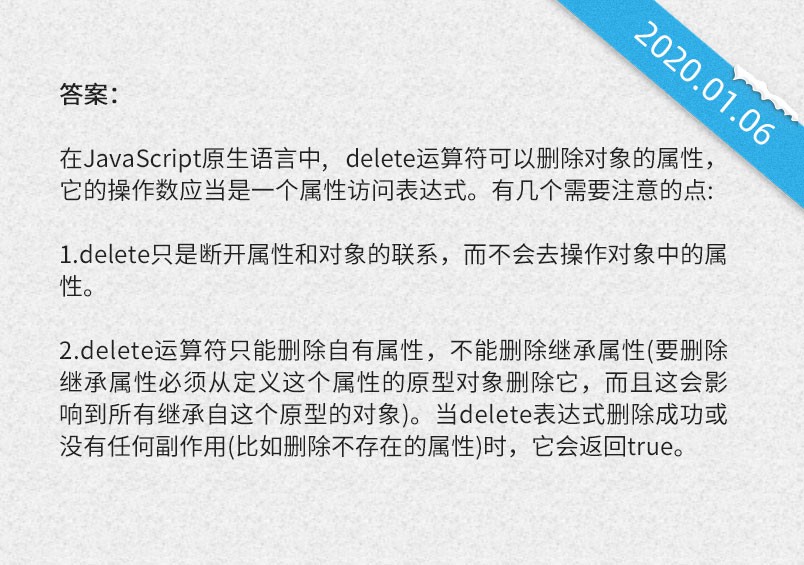 2020.01.06
答案：
在JavaScript原生语言中，delete运算符可以删除对象的属性，
它的操作数应当是一个属性访问表达式。有几个需要注意的点:
1.delete只是断开属性和对象的联系，而不会去操作对象中的属
性。
2.delete运算符只能删除自有属性，不能删除继承属性(要删除
继承属性必须从定义这个属性的原型对象删除它，而且这会影
响到所有继承自这个原型的对象)。当delete表达式删除成功或
没有任何副作用(比如删除不存在的属性)时，它会返回true。